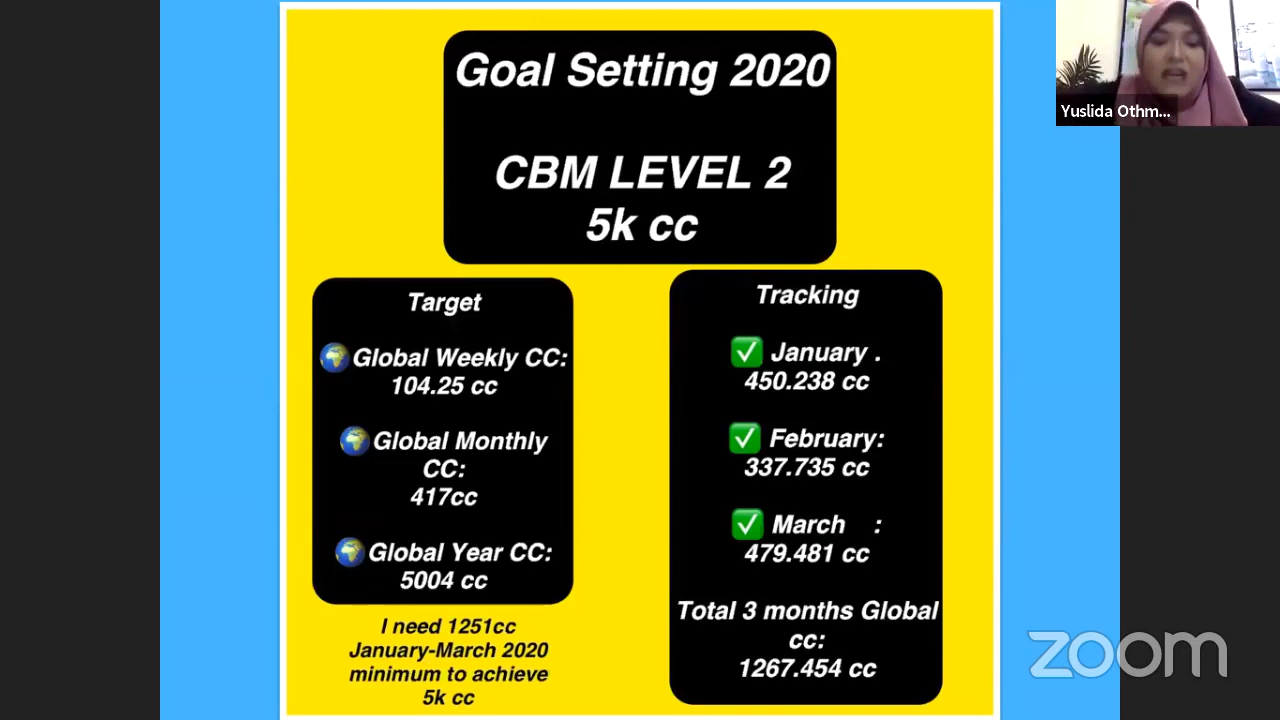 Goal Setting 2020
CBM LEVEL 2
5k cc
Target
Global Weekly CC:
104.25 cc
Global Monthly
CC:
417cc
Global Year CC:
5004 cc
I need 1251cc
January-March 2020
minimum to achieve
5k cc
Tracking
January .
450.238 cc
February:
337.735 cc
March :
479.481 cc
Total 3 months Global
cc:
1267.454 cc
Yuslida Othm...
zoom